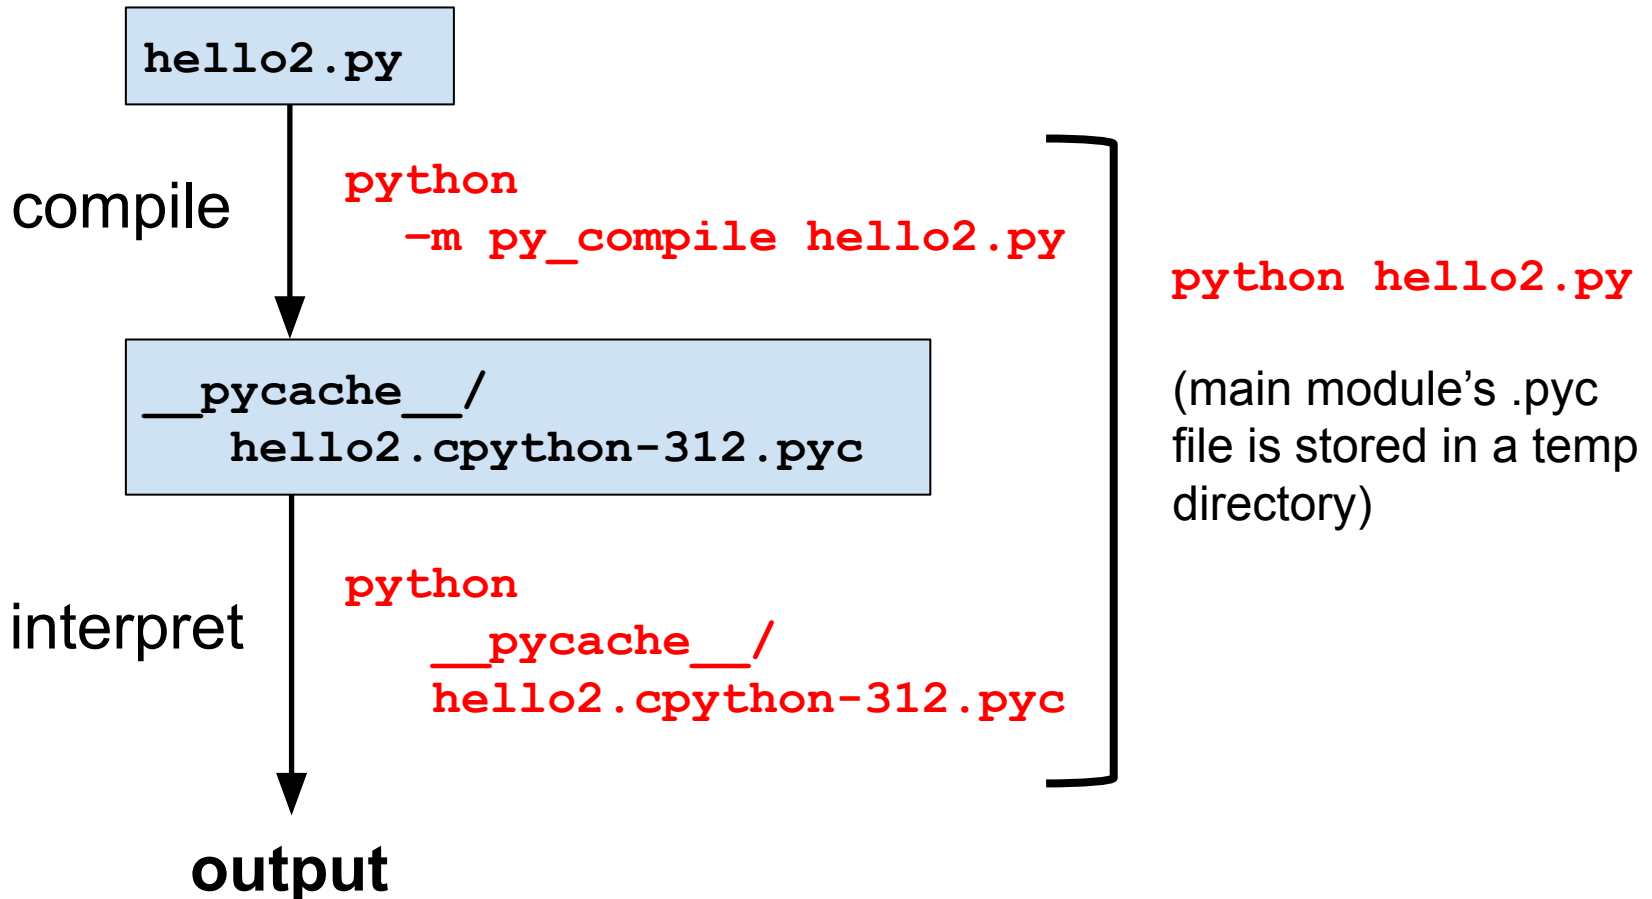 hello2.py
compile
python
–m py_compile hello2.py
__pycache__/
hello2.cpython-312.pyc
interpret
python
__pycache__/
hello2.cpython-312.pyc
output
python hello2.py
(main module’s .pyc
file is stored in a temp
directory)